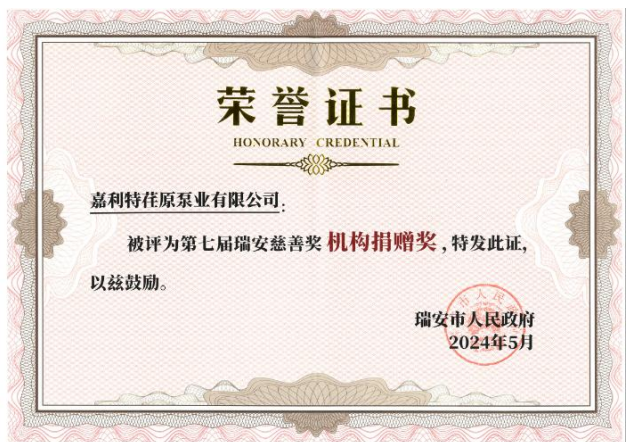 荣誉证书
HONORARY CREDENTIAL
嘉利特荏原泵业有限公司:
被评为第七届瑞安慈善奖 机构捐赠奖,特发此证,
以兹鼓励。
瑞安市人民政府
2024年5月